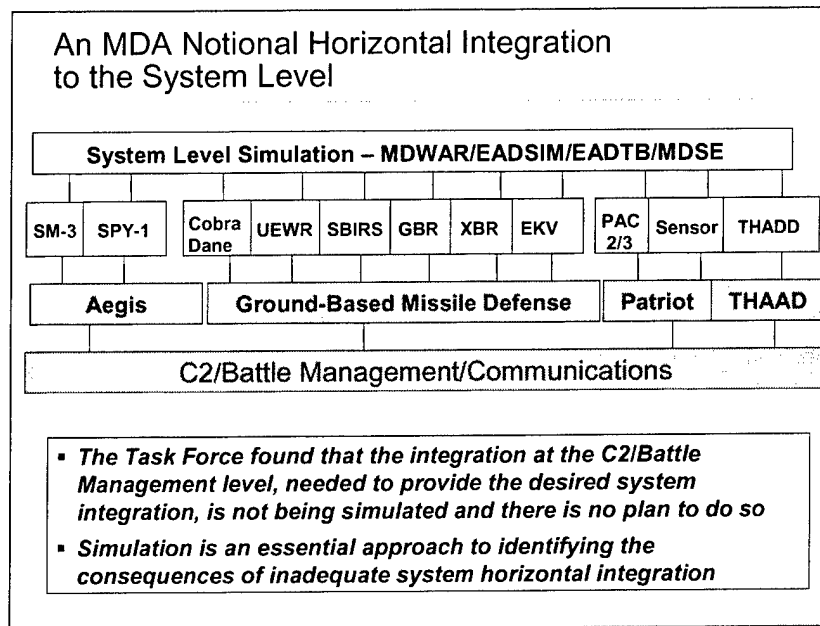 An MDA Notional Horizontal Integration
to the System Level
System Level Simulation – MDWAR/EADSIM/EADTB/MDSE
SM-3 SPY-1 Cobra Dane UEWR SBIRS GBR XBR EKV PAC 2/3 Sensor THADD
Aegis Ground-Based Missile Defense Patriot THAAD
C2/Battle Management/Communications
▪ The Task Force found that the integration at the C2/Battle
Management level, needed to provide the desired system
integration, is not being simulated and there is no plan to do so
▪ Simulation is an essential approach to identifying the
consequences of inadequate system horizontal integration